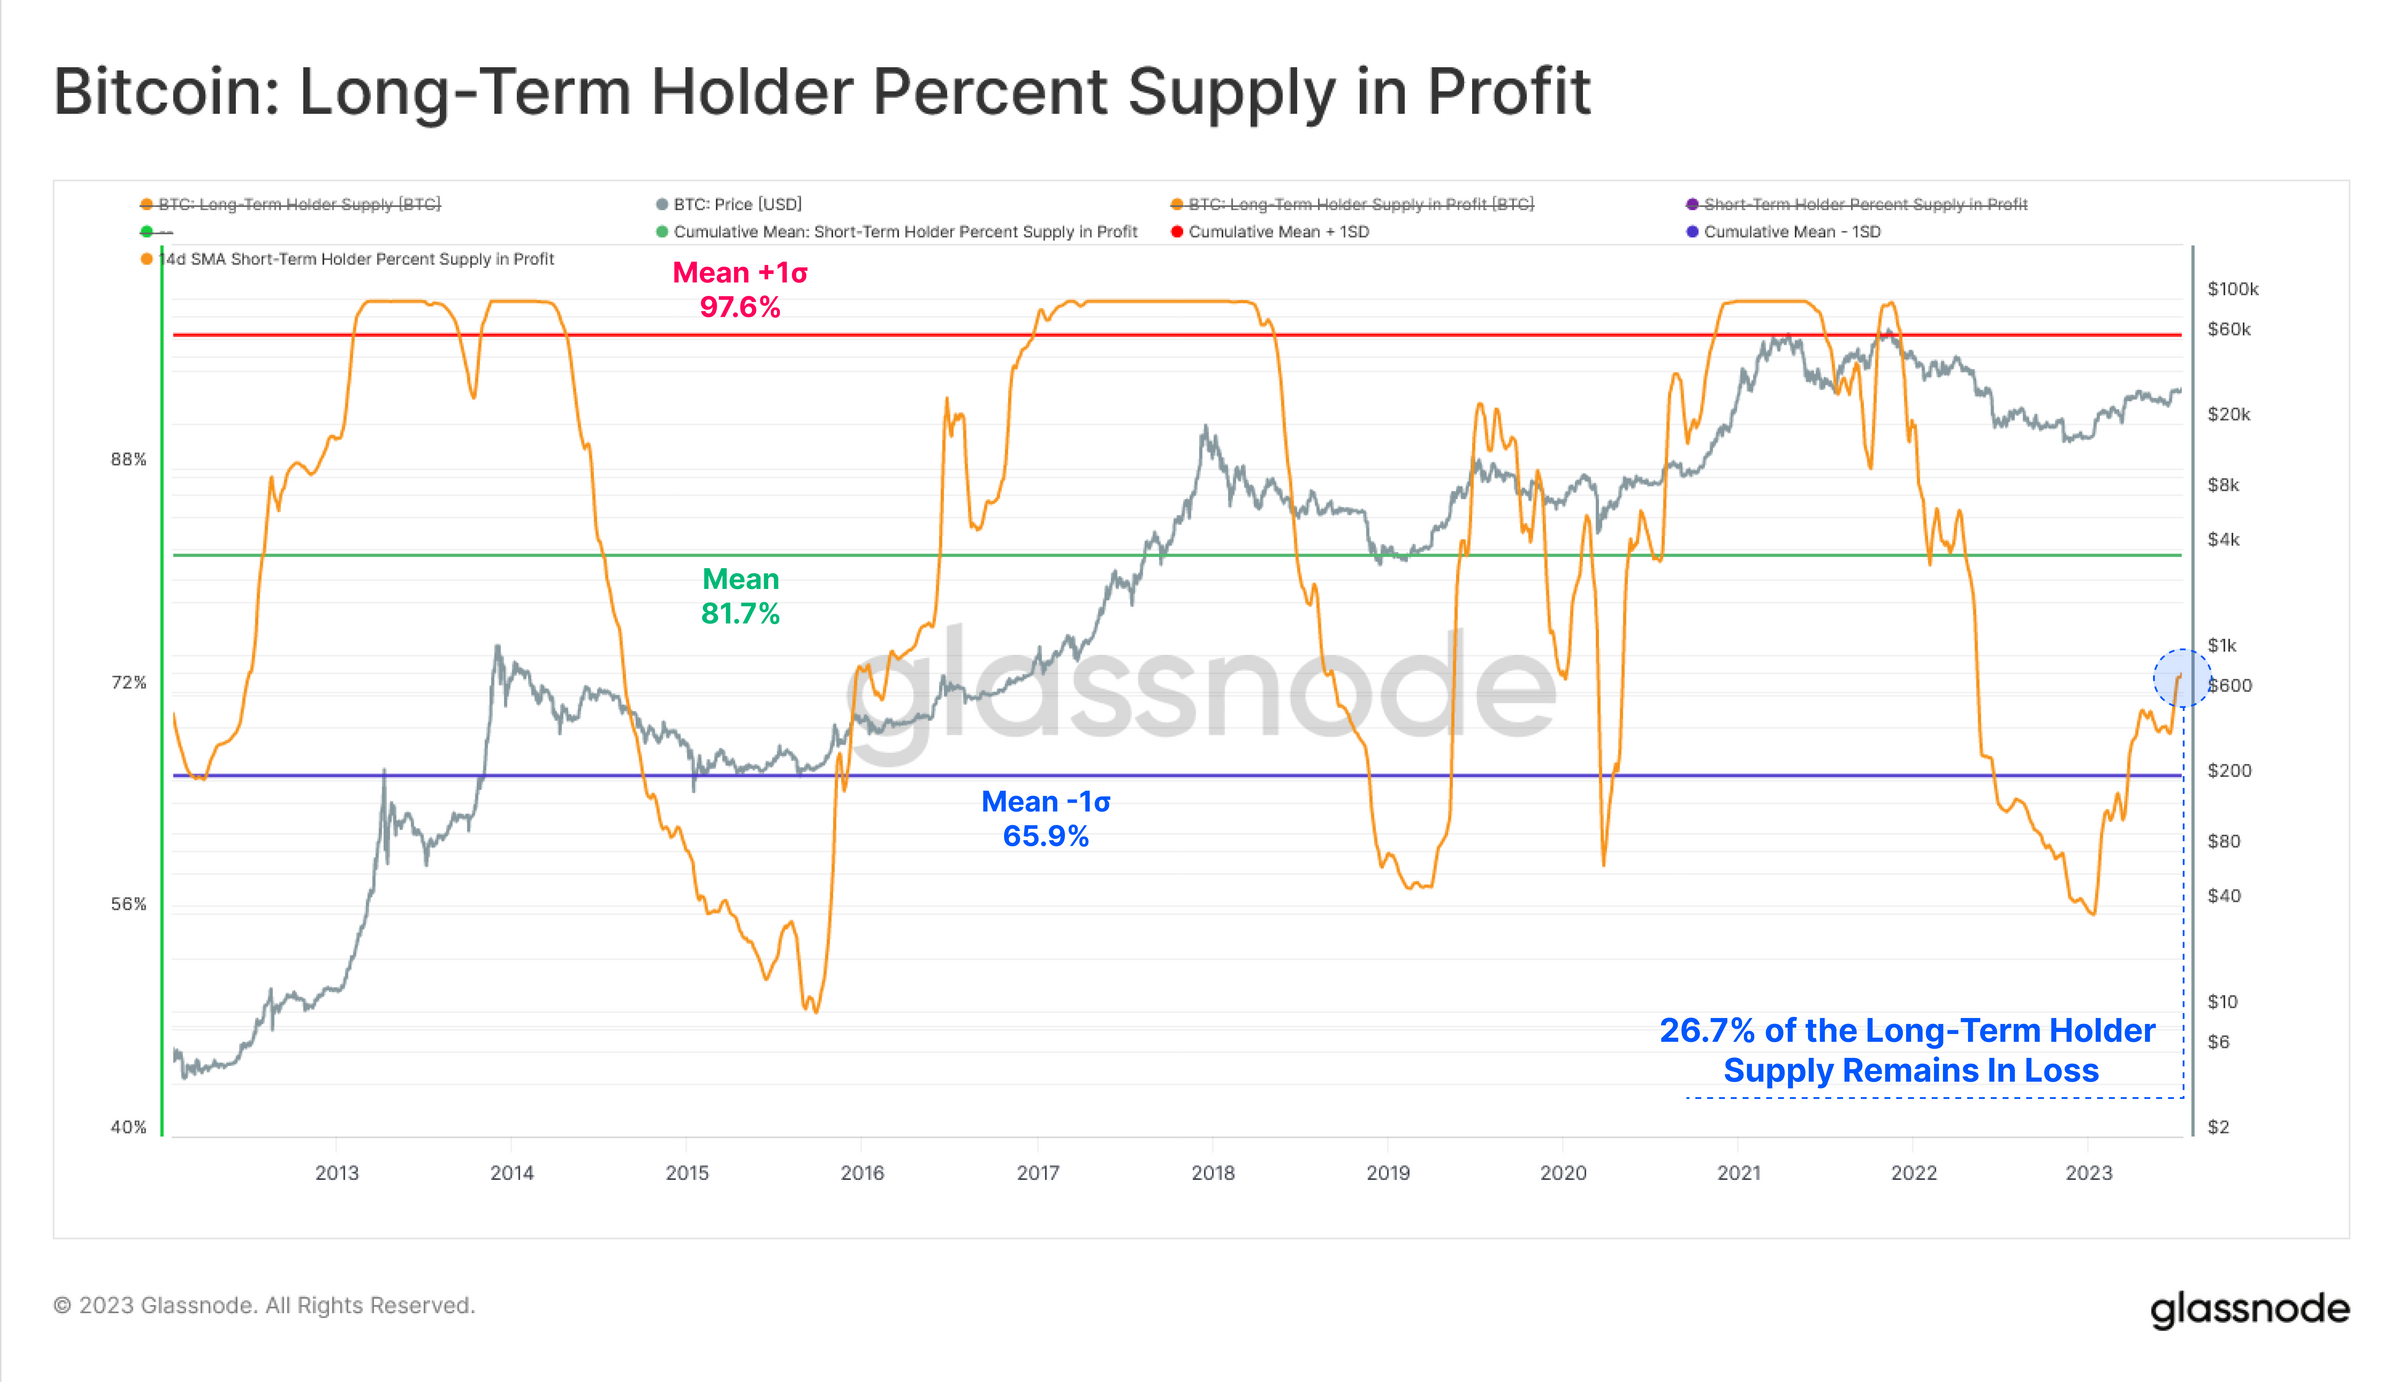 Bitcoin: Long-Term Holder Percent Supply in Profit
BTC: Long-Term Holder Supply [BTC]
BTC: Price [USD]
BTC: Long-Term Holder Supply in Profit [BTC]
Short-Term Holder Percent Supply in Profit
--
Cumulative Mean: Short-Term Holder Percent Supply in Profit
Cumulative Mean + 1SD
Cumulative Mean - 1SD
14d SMA Short-Term Holder Percent Supply in Profit
Mean +1σ
97.6%
Mean
81.7%
Mean -1σ
65.9%
glassnode
26.7% of the Long-Term Holder
Supply Remains In Loss
88%
72%
56%
40%
$100k
$60k
$20k
$8k
$4k
$1k
$600
$200
$80
$40
$10
$6
$2
2013
2014
2015
2016
2017
2018
2019
2020
2021
2022
2023
© 2023 Glassnode. All Rights Reserved.
glassnode